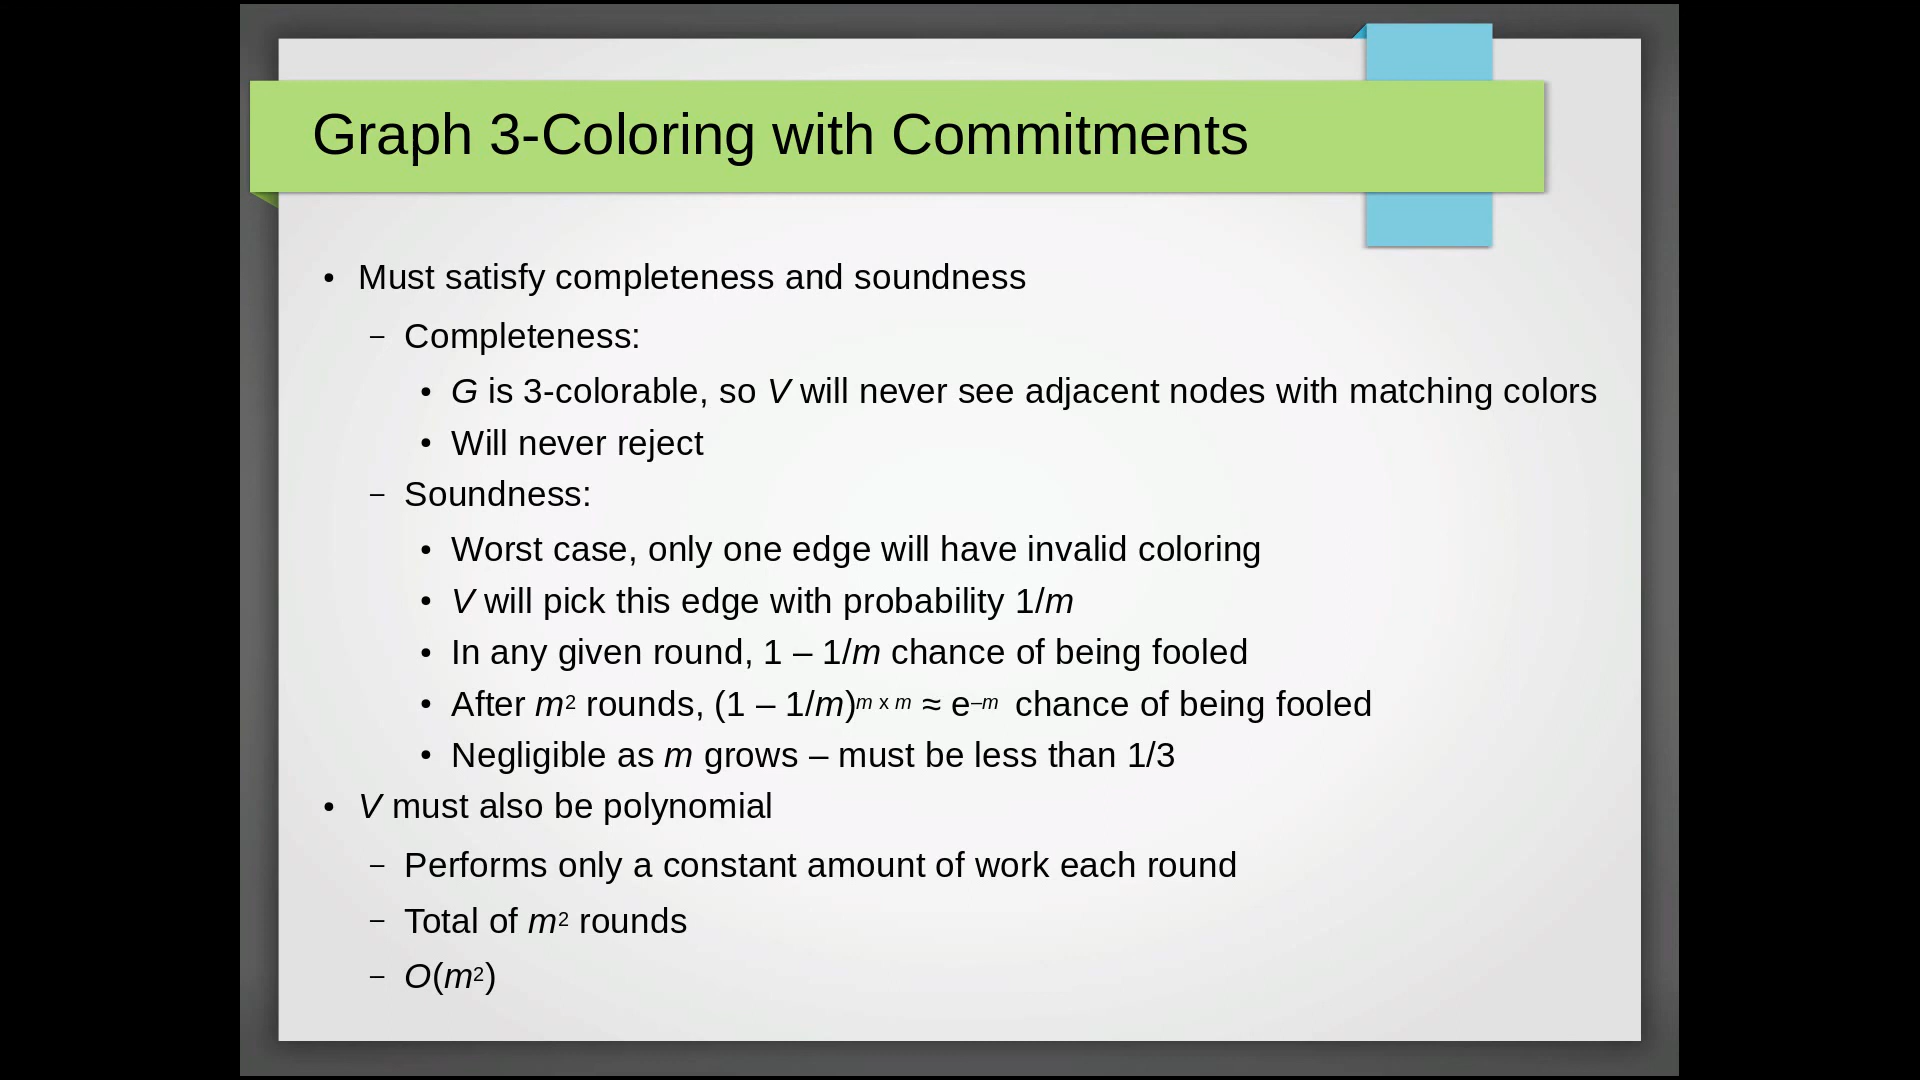 Graph 3-Coloring with Commitments
• Must satisfy completeness and soundness
– Completeness:
• G is 3-colorable, so V will never see adjacent nodes with matching colors
• Will never reject
– Soundness:
• Worst case, only one edge will have invalid coloring
• V will pick this edge with probability 1/m
• In any given round, 1 – 1/m chance of being fooled
• After m² rounds, (1 – 1/m)^m x m ≈ e^–m chance of being fooled
• Negligible as m grows – must be less than 1/3
• V must also be polynomial
– Performs only a constant amount of work each round
– Total of m² rounds
– O(m²)